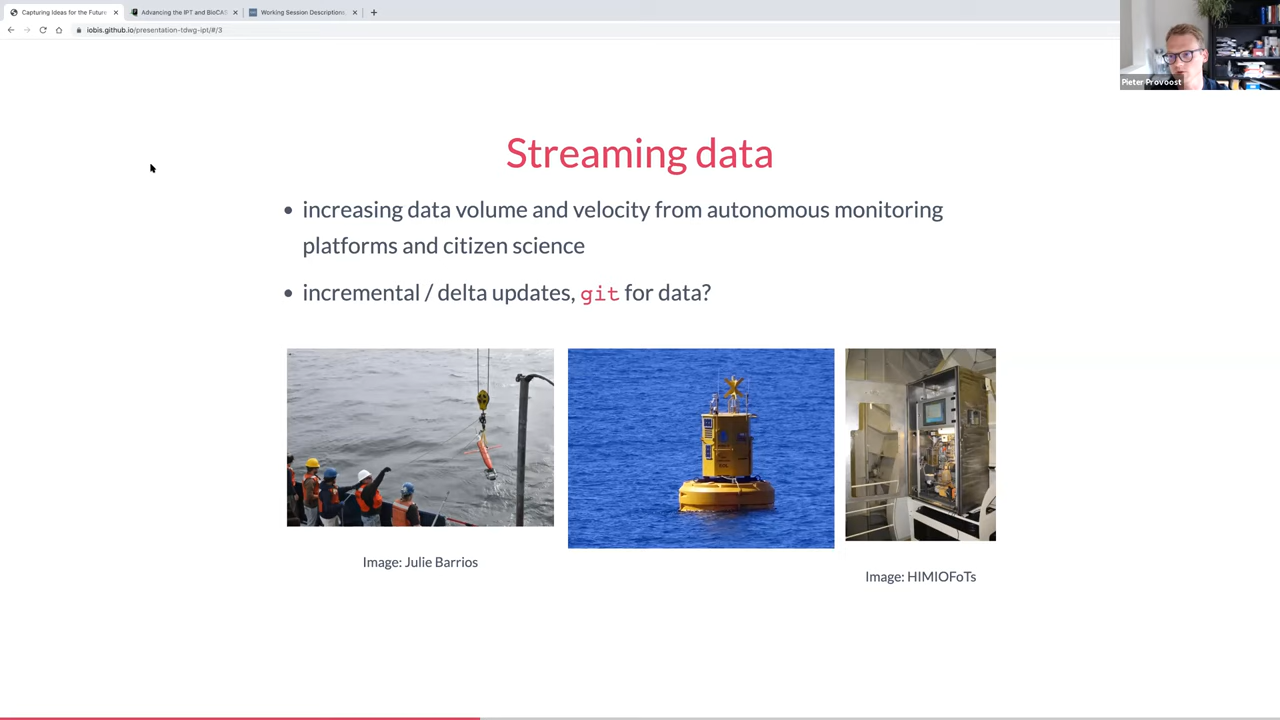 Capturing Ideas for the Future
Advancing the IPT and BioCAS
Working Session Descriptions
iobis.github.io/presentation-tdwg-ipt/#/3
Pieter Provoost
Streaming data
increasing data volume and velocity from autonomous monitoring
platforms and citizen science
incremental / delta updates, git for data?
Image: Julie Barrios
Image: HIMIOFoTs